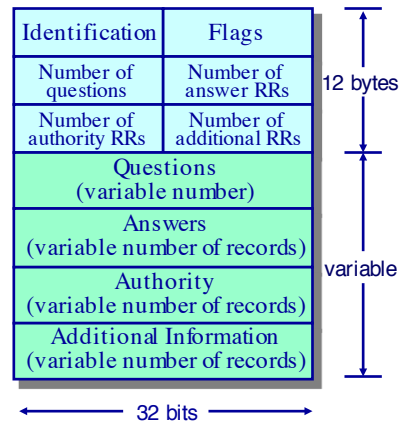 Identification Flags
Number of questions Number of answer RRs
12 bytes
Number of authority RRs Number of additional RRs
Questions
(variable number)
Answers
(variable number of records)
variable
Authority
(variable number of records)
Additional Information
(variable number of records)
32 bits